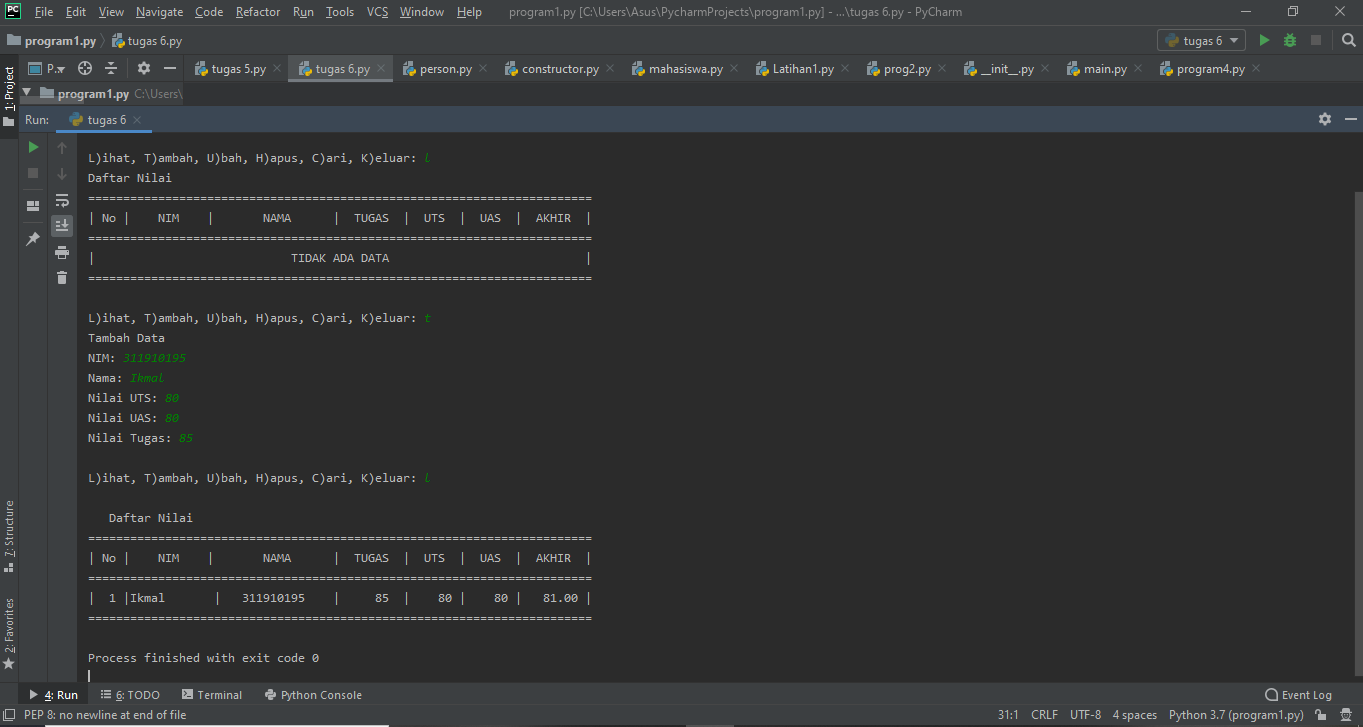 PC File Edit View Navigate Code Refactor Run Tools VCS Window Help program1.py [C:\Users\Asus\PycharmProjects\program1.py] - ...\tugas 6.py - PyCharm
program1.py tugas 6.py tugas 6
P.. tugas 5.py tugas 6.py person.py constructor.py mahasiswa.py Latihan1.py prog2.py __init__.py main.py program4.py
1: Project
program1.py C:\Users\
Run: tugas 6
L)ihat, T)ambah, U)bah, H)apus, C)ari, K)eluar: l
Daftar Nilai
========================================================================
| No |    NIM    |       NAMA      |  TUGAS  |  UTS  |  UAS  |  AKHIR  |
========================================================================
|                            TIDAK ADA DATA                            |
========================================================================
L)ihat, T)ambah, U)bah, H)apus, C)ari, K)eluar: t
Tambah Data
NIM: 311910195
Nama: Ikmal
Nilai UTS: 80
Nilai UAS: 80
Nilai Tugas: 85
L)ihat, T)ambah, U)bah, H)apus, C)ari, K)eluar: l
Daftar Nilai
========================================================================
| No |    NIM    |       NAMA      |  TUGAS  |  UTS  |  UAS  |  AKHIR  |
========================================================================
|  1 |Ikmal       |   311910195    |     85  |    80 |    80 |   81.00 |
========================================================================
Process finished with exit code 0
7: Structure
2: Favorites
4: Run 6: TODO Terminal Python Console Event Log
PEP 8: no newline at end of file 31:1 CRLF UTF-8 4 spaces Python 3.7 (program1.py)